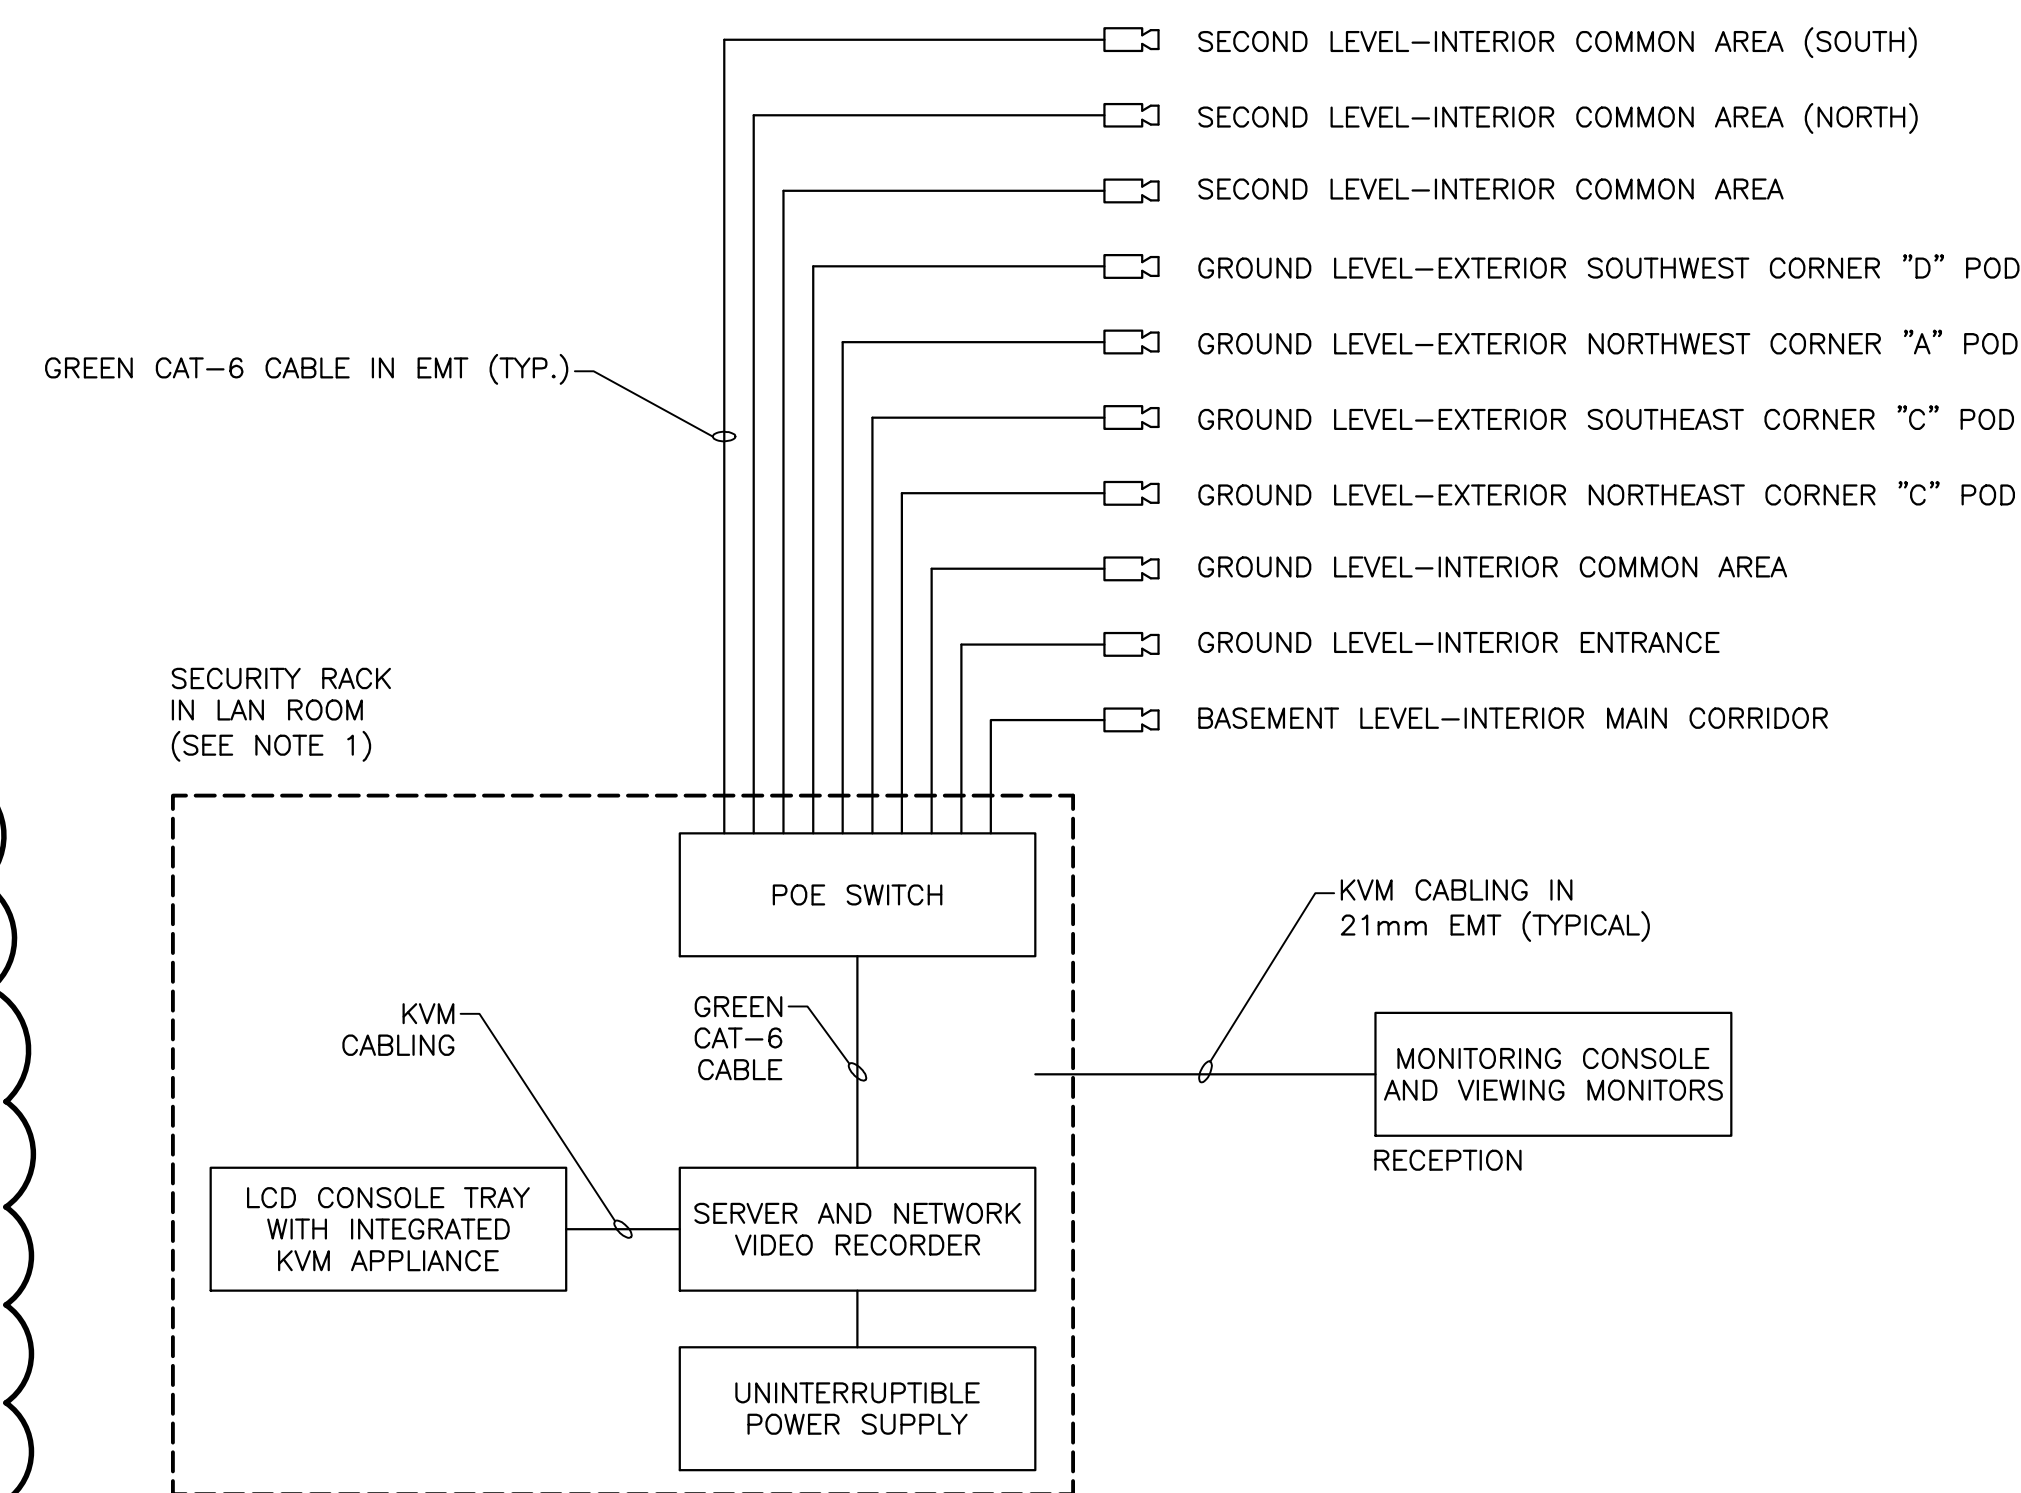 SECOND LEVEL-INTERIOR COMMON AREA (SOUTH)
SECOND LEVEL-INTERIOR COMMON AREA (NORTH)
SECOND LEVEL-INTERIOR COMMON AREA
GROUND LEVEL-EXTERIOR SOUTHWEST CORNER "D" POD
GROUND LEVEL-EXTERIOR NORTHWEST CORNER "A" POD
GREEN CAT-6 CABLE IN EMT (TYP.)
GROUND LEVEL-EXTERIOR SOUTHEAST CORNER "C" POD
GROUND LEVEL-EXTERIOR NORTHEAST CORNER "C" POD
GROUND LEVEL-INTERIOR COMMON AREA
GROUND LEVEL-INTERIOR ENTRANCE
BASEMENT LEVEL-INTERIOR MAIN CORRIDOR
SECURITY RACK
IN LAN ROOM
(SEE NOTE 1)
POE SWITCH
KVM CABLING IN
21mm EMT (TYPICAL)
KVM
CABLING
GREEN
CAT-6
CABLE
MONITORING CONSOLE
AND VIEWING MONITORS
RECEPTION
LCD CONSOLE TRAY
WITH INTEGRATED
KVM APPLIANCE
SERVER AND NETWORK
VIDEO RECORDER
UNINTERRUPTIBLE
POWER SUPPLY